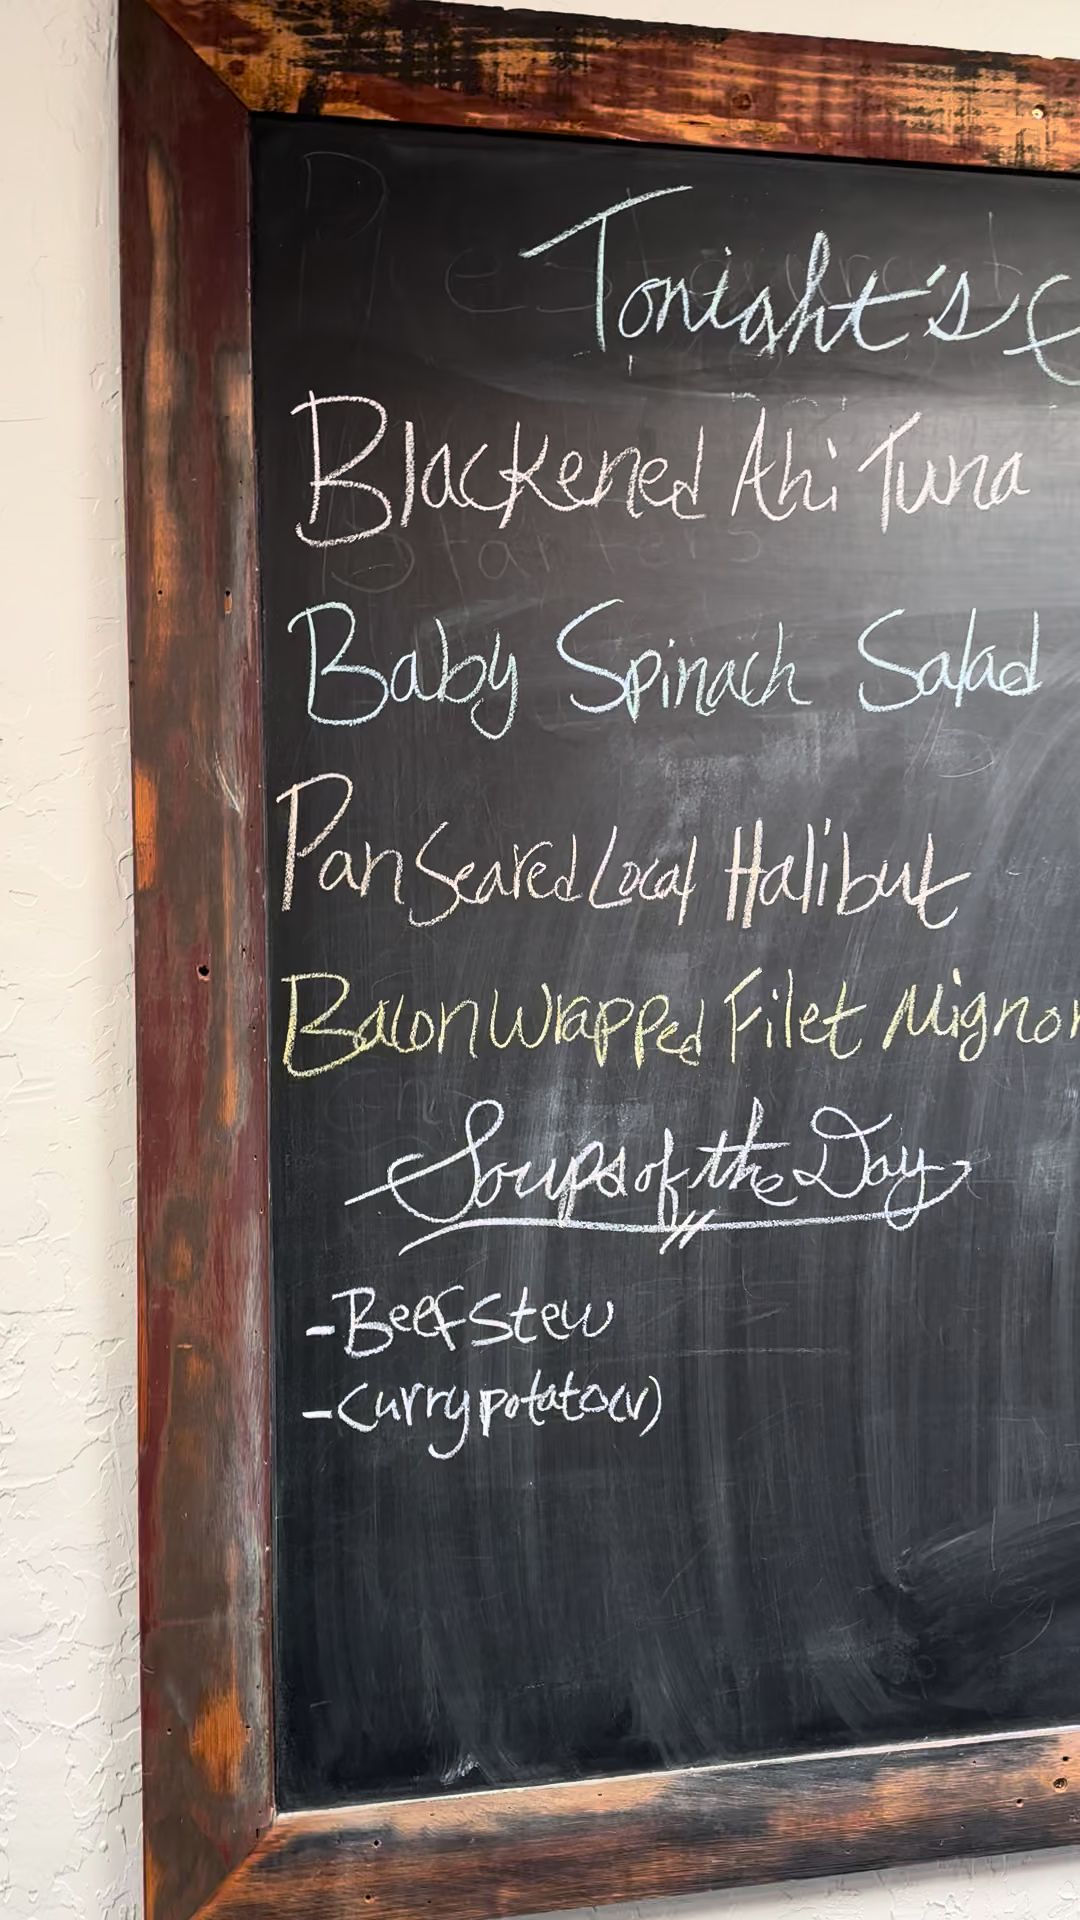 Tonight's
Blackened Ahi Tuna
Baby Spinach Salad
Pan Seared Local Halibut
Bacon Wrapped Filet Mignon
Soups of the Day
- Beef Stew
- Curry potato (v)